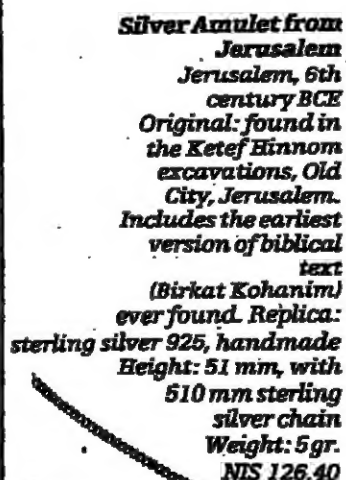 Silver Amulet from
Jerusalem
Jerusalem, 6th
century BCE
Original: found in
the Ketef Hinnom
excavations, Old
City, Jerusalem.
Includes the earliest
version of biblical
text
(Birkat Kohanim)
ever found. Replica:
sterling silver 925, handmade
Height: 51 mm, with
510 mm sterling
silver chain
Weight: 5 gr.
NIS 126.40